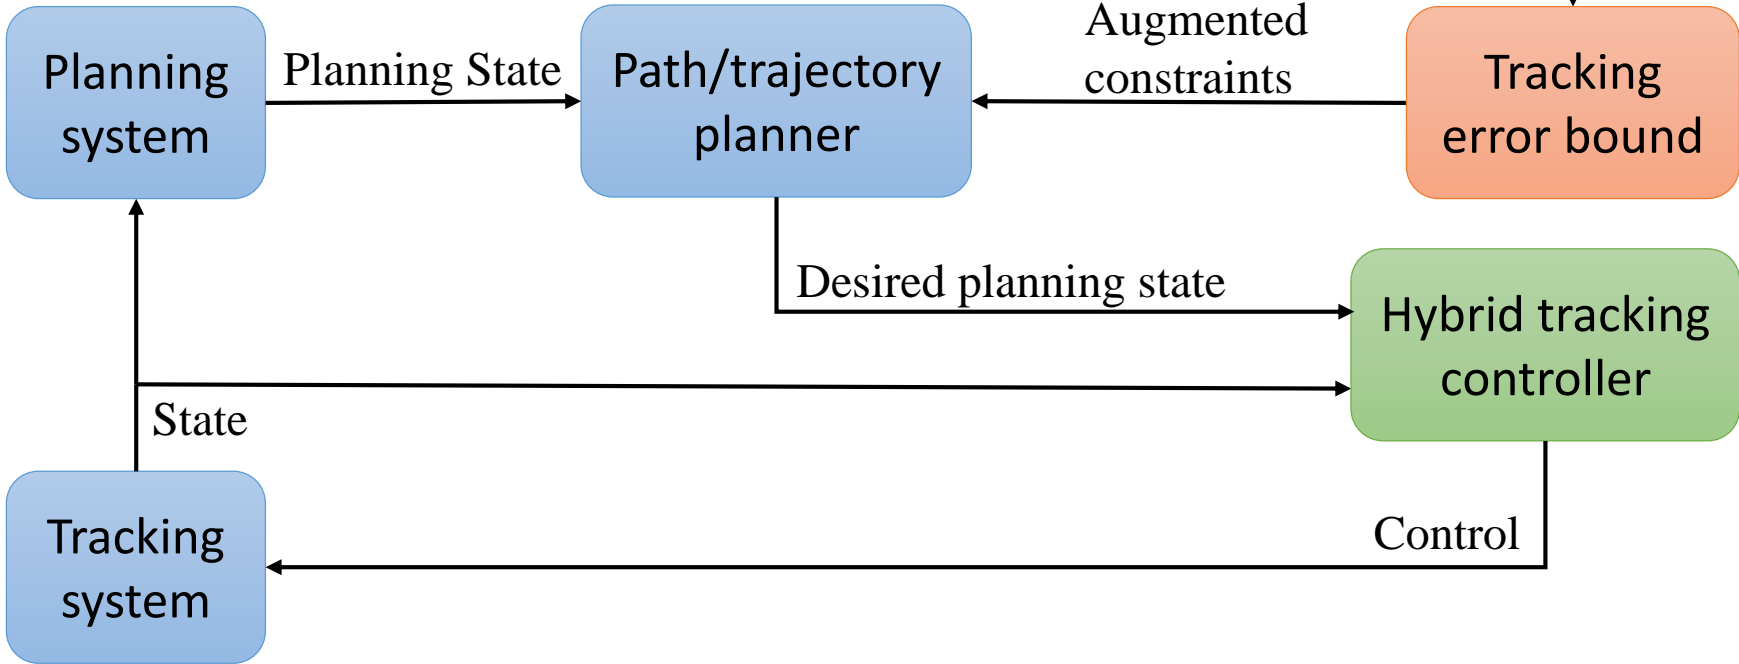 Planning
system
Planning State
Path/trajectory
planner
Augmented
constraints
Tracking
error bound
Desired planning state
Hybrid tracking
controller
State
Tracking
system
Control